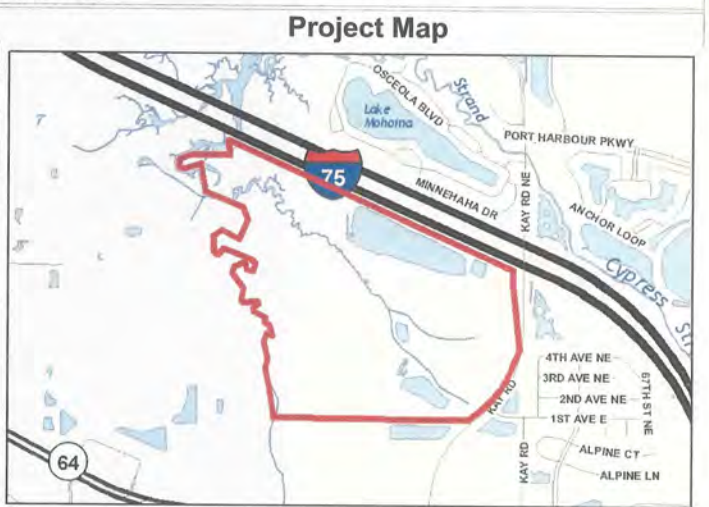 Project Map
OSCEOLA BLVD
Strand
Lake
Mohoma
PORT HARBOUR PKWY
75
MINNEHAHA DR
KAY RD NE
ANCHOR LOOP
Cypress
Str
4TH AVE NE
3RD AVE NE
2ND AVE NE
1ST AVE E
67TH ST NE
KAY RD
KAY RD
ALPINE CT
ALPINE LN
64